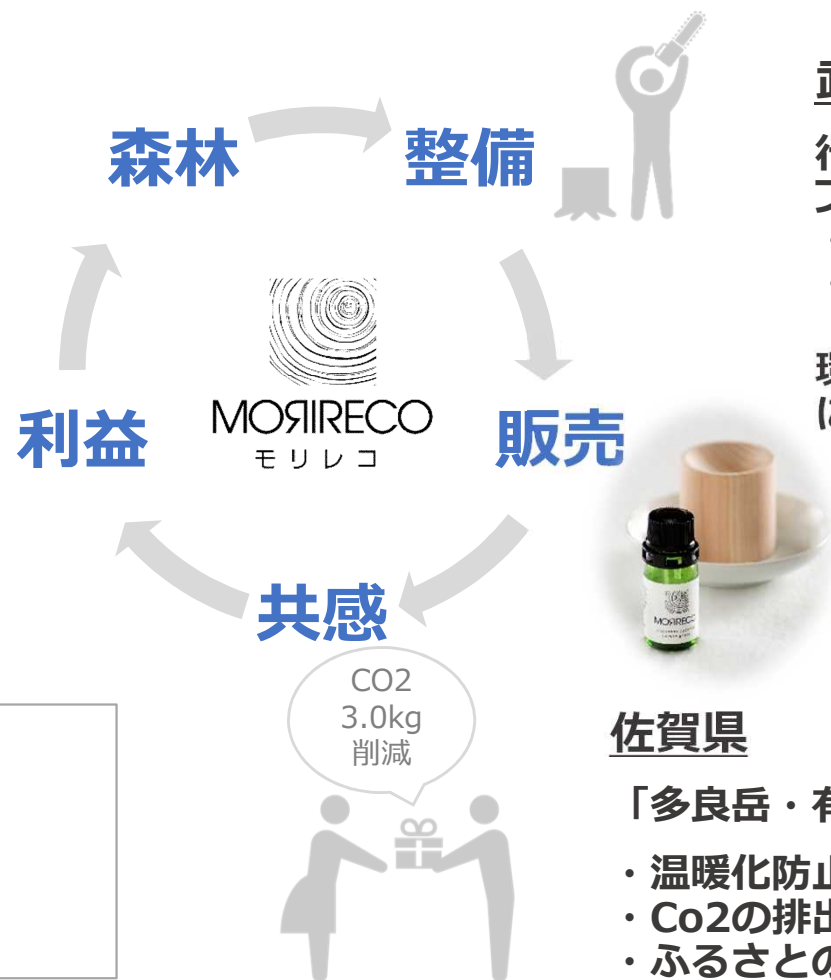 森林
整備
MORIRECO
モリレコ
利益
販売
共感
CO2
3.0kg
削減
MORIRECO
佐賀県
「多良岳・有
・温暖化防止
・Co2の排出
・ふるさとの